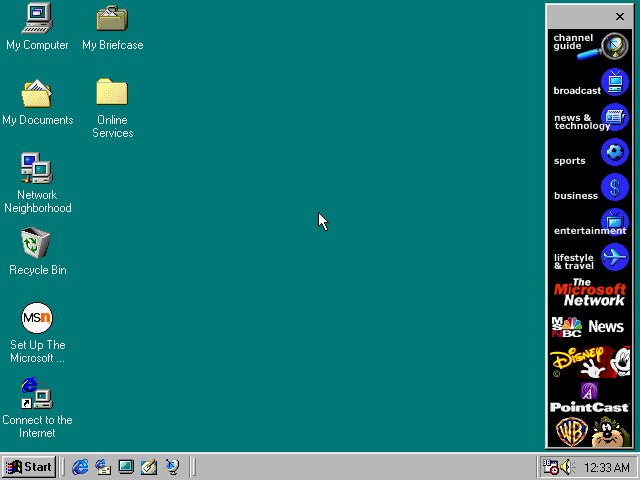 My Computer
My Briefcase
My Documents
Online
Services
Network
Neighborhood
Recycle Bin
msn
Set Up The
Microsoft ...
Connect to the
Internet
channel
guide
broadcast
news &
technology
sports
business
entertainment
lifestyle
& travel
The
Microsoft
Network
MSNBC News
Disney
PointCast
WB
Start
12:33 AM